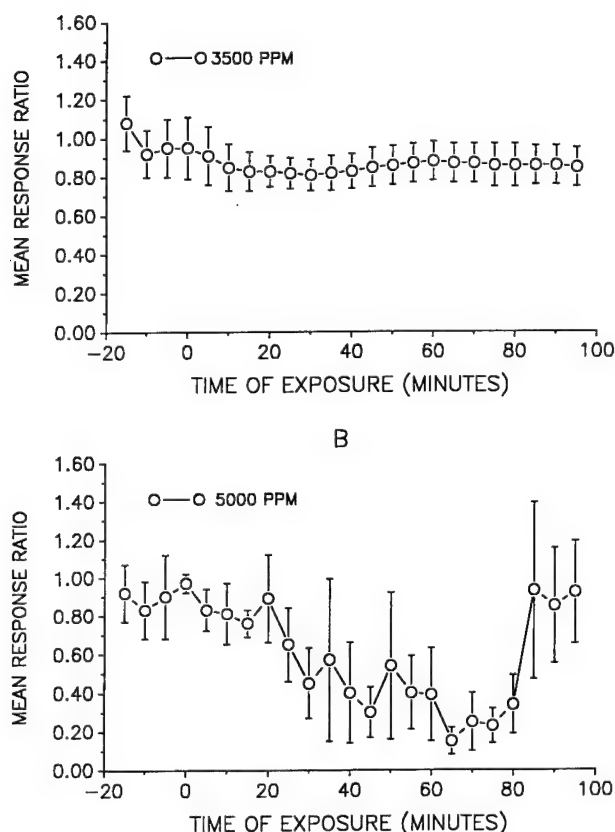 1.60
1.40
1.20
1.00
0.80
0.60
0.40
0.20
0.00
MEAN RESPONSE RATIO
3500 PPM
-20 0 20 40 60 80 100
TIME OF EXPOSURE (MINUTES)
B
1.60
1.40
1.20
1.00
0.80
0.60
0.40
0.20
0.00
MEAN RESPONSE RATIO
5000 PPM
-20 0 20 40 60 80 100
TIME OF EXPOSURE (MINUTES)